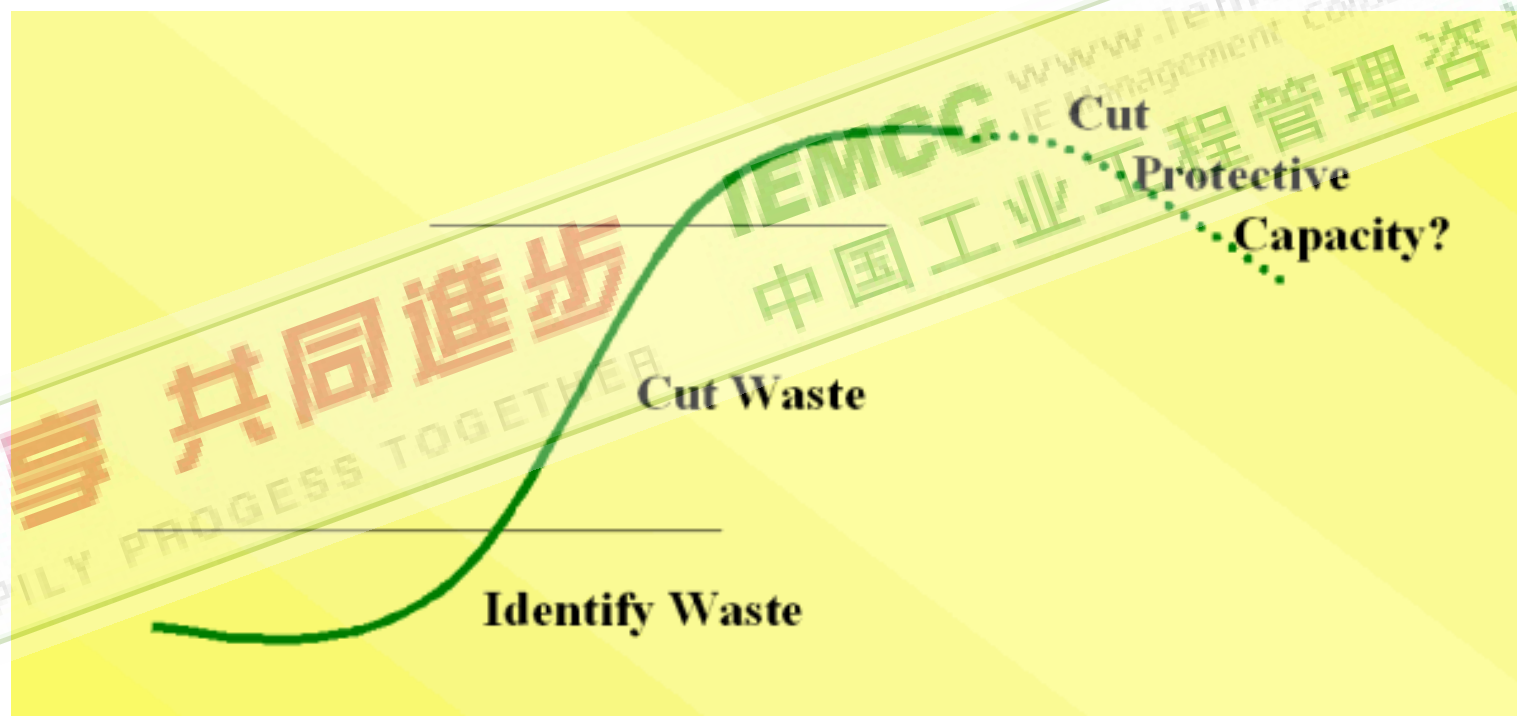 Cut
Protective
Capacity?
Cut Waste
Identify Waste
www.iem
IE Management Cons
IEMCC
中国工业工程管理咨
享 共同進步
PILY PROGESS TOGETHER